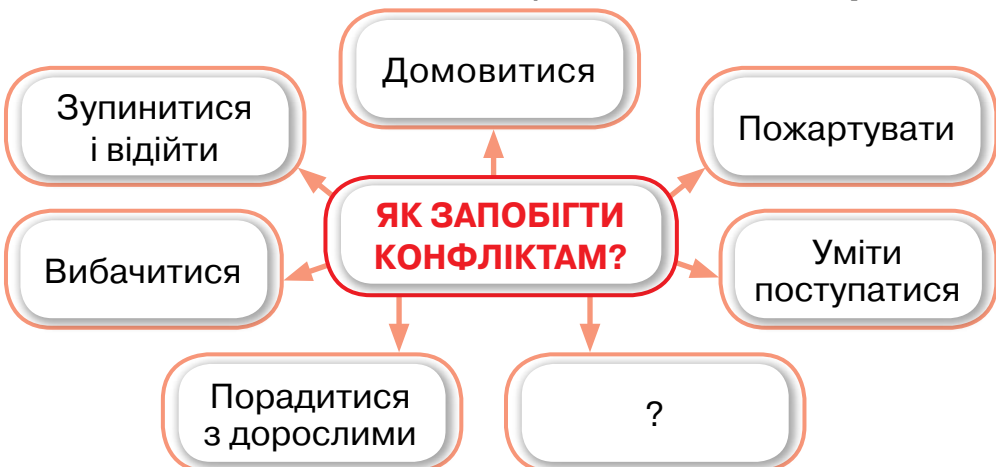 Домовитися
Зупинитися
і відійти
Пожартувати
ЯК ЗАПОБІГТИ
КОНФЛІКТАМ?
Вибачитися
Уміти
поступатися
Порадитися
з дорослими
?